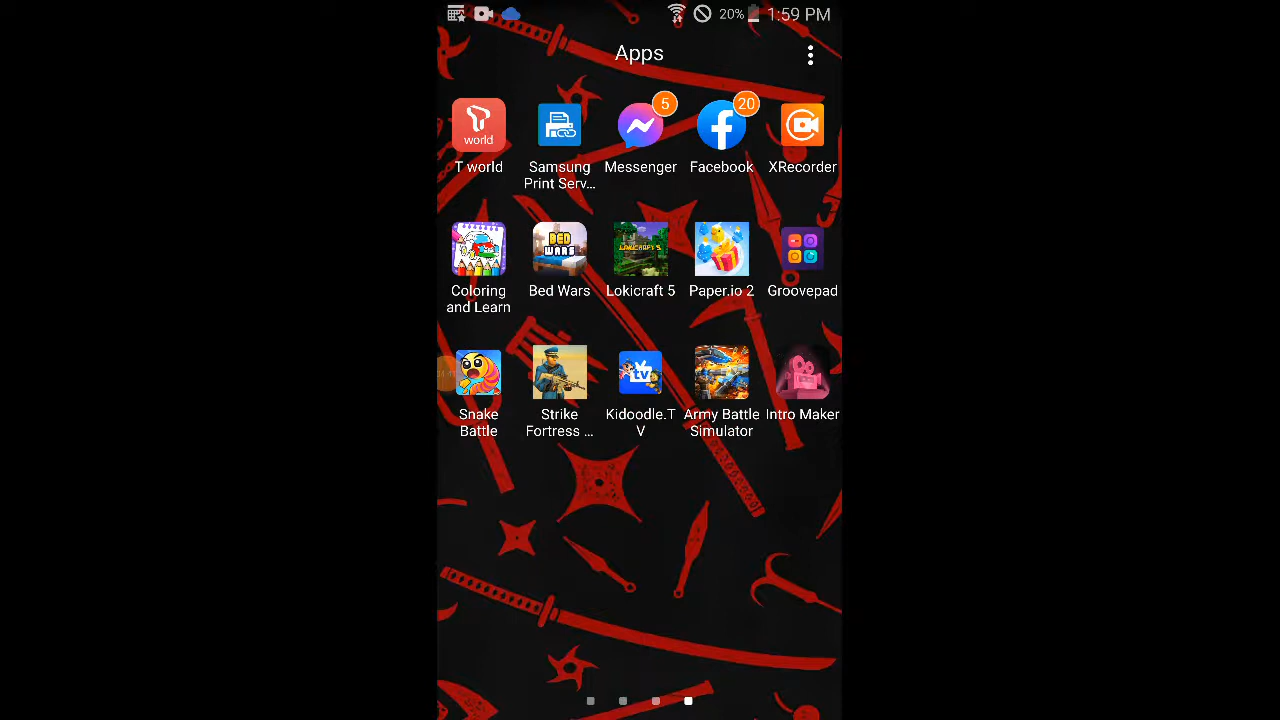 20% 1:59 PM
Apps
world
5
20
T world
Samsung
Print Serv...
Messenger
Facebook
XRecorder
BED
WARS
LOKICRAFT 5
Coloring
and Learn
Bed Wars
Lokicraft 5
Paper.io 2
Groovepad
tv
Snake
Battle
Strike
Fortress ...
Kidoodle.T
V
Army Battle
Simulator
Intro Maker